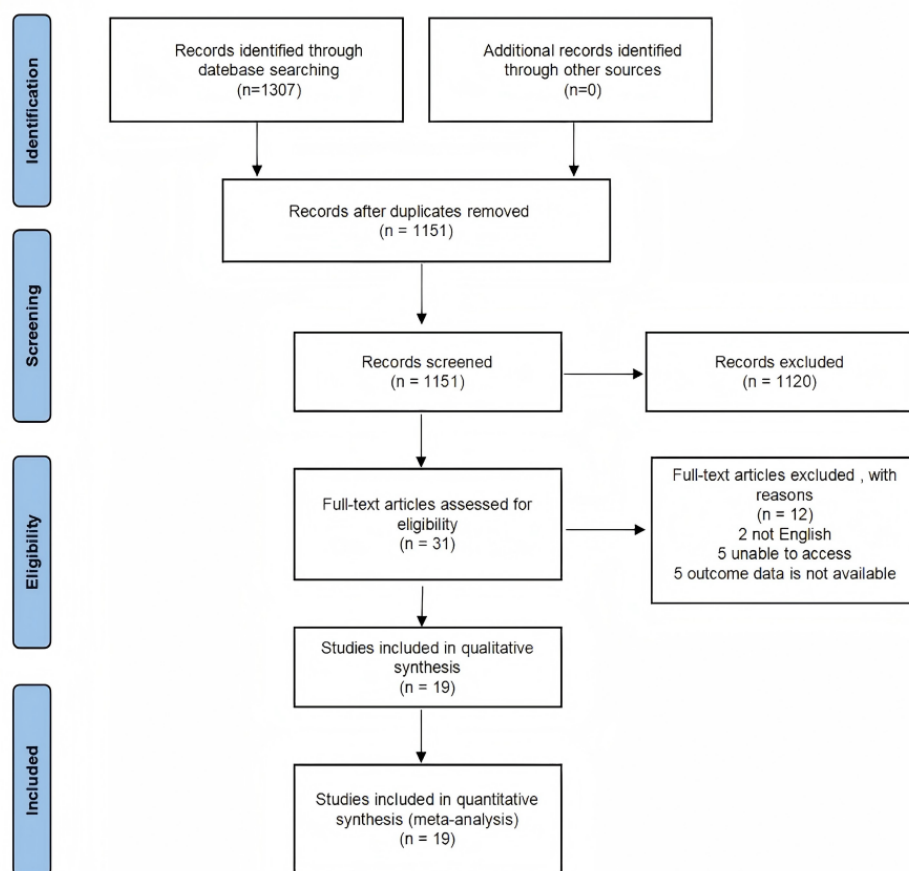 Identification
Records identified through
datebase searching
(n=1307)
Additional records identified
through other sources
(n=0)
Records after duplicates removed
(n = 1151)
Screening
Records screened
(n = 1151)
Records excluded
(n = 1120)
Eligibility
Full-text articles assessed for
eligibility
(n = 31)
Full-text articles excluded , with
reasons
(n = 12)
2 not English
5 unable to access
5 outcome data is not available
Studies included in qualitative
synthesis
(n = 19)
Included
Studies included in quantitative
synthesis (meta-analysis)
(n = 19)